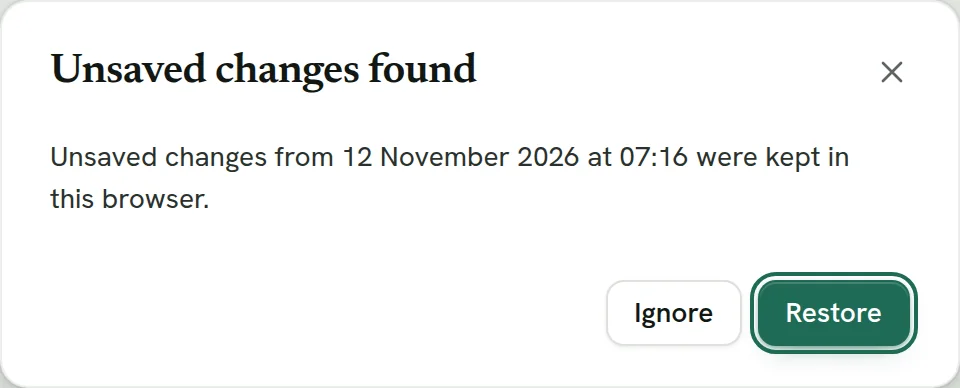 Unsaved changes found
Unsaved changes from 12 November 2026 at 07:16 were kept in
this browser.
Ignore
Restore